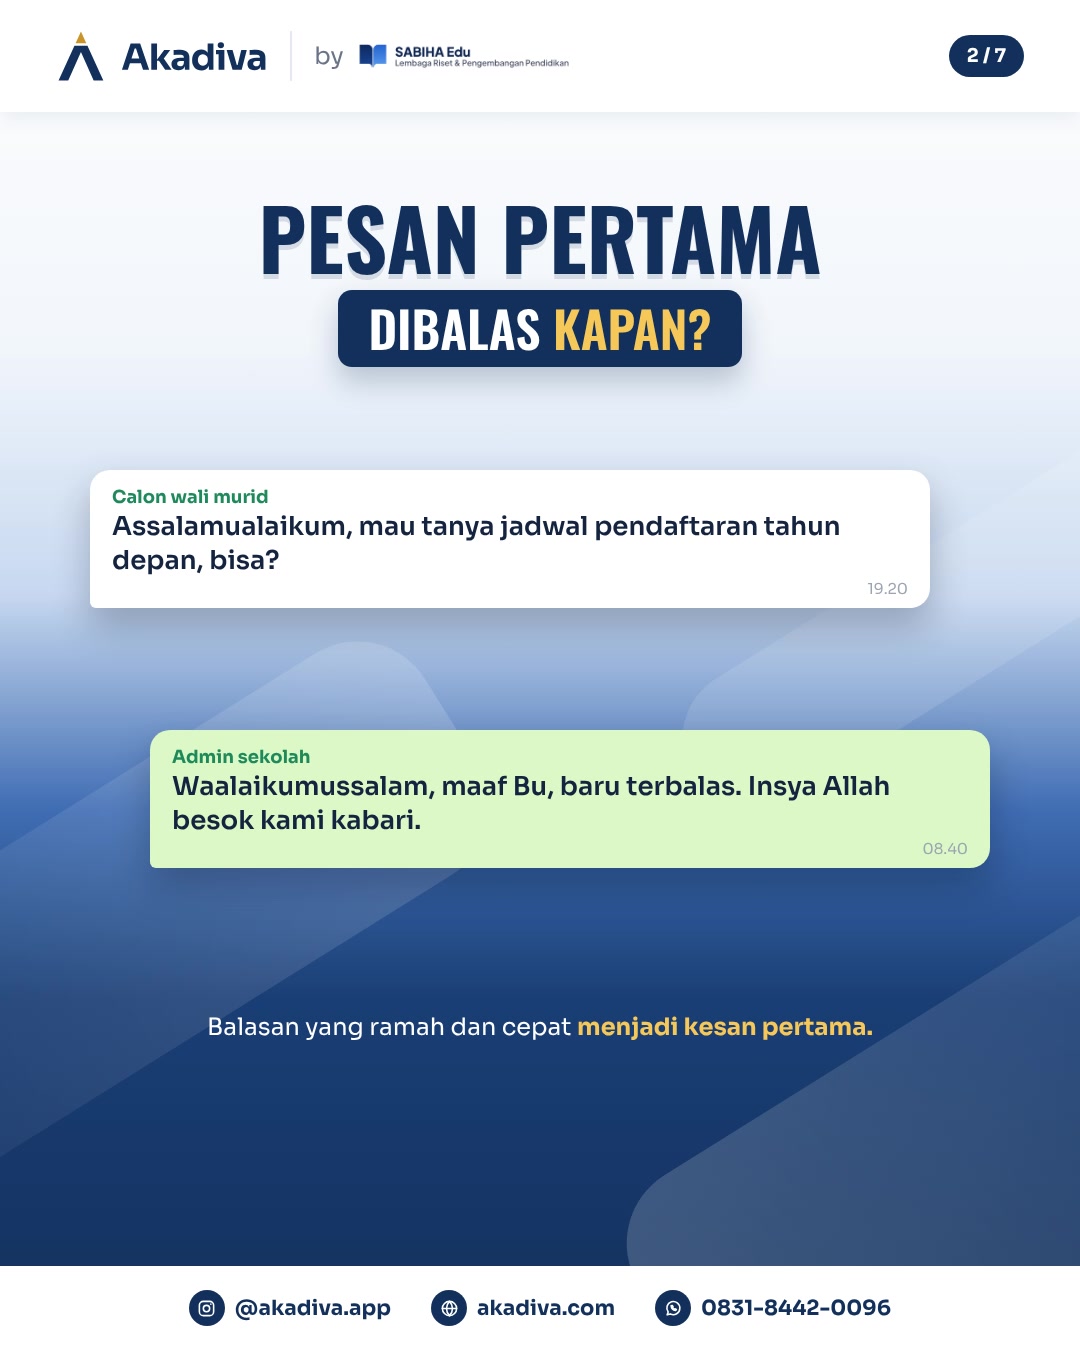 Akadiva
by
SABIHA Edu
Lembaga Riset & Pengembangan Pendidikan
2 / 7
PESAN PERTAMA
DIBALAS KAPAN?
Calon wali murid
Assalamualaikum, mau tanya jadwal pendaftaran tahun
depan, bisa?
19.20
Admin sekolah
Waalaikumussalam, maaf Bu, baru terbalas. Insya Allah
besok kami kabari.
08.40
Balasan yang ramah dan cepat menjadi kesan pertama.
@akadiva.app
akadiva.com
0831-8442-0096